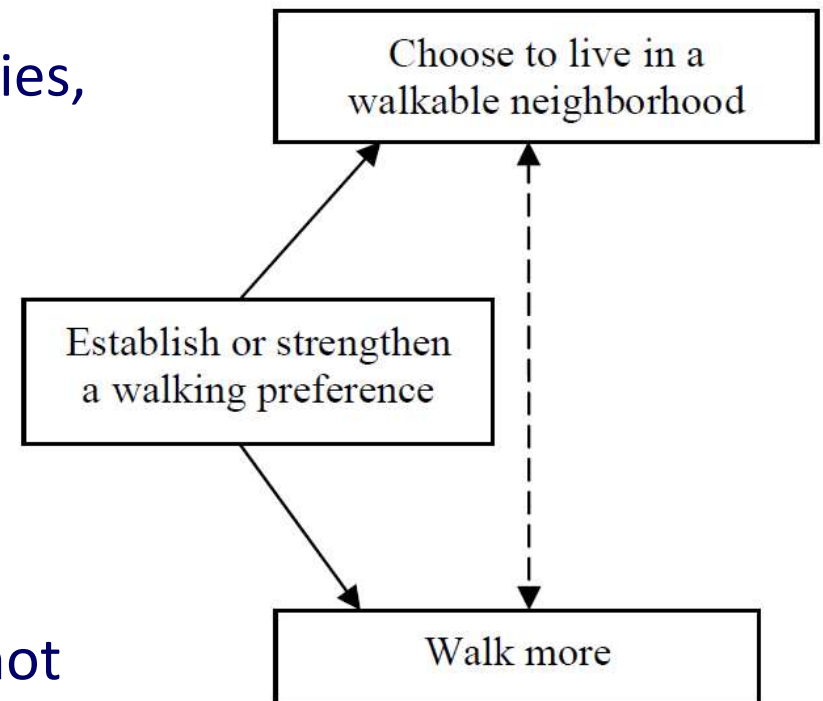 ies,
Choose to live in a
walkable neighborhood
Establish or strengthen
a walking preference
Walk more
not